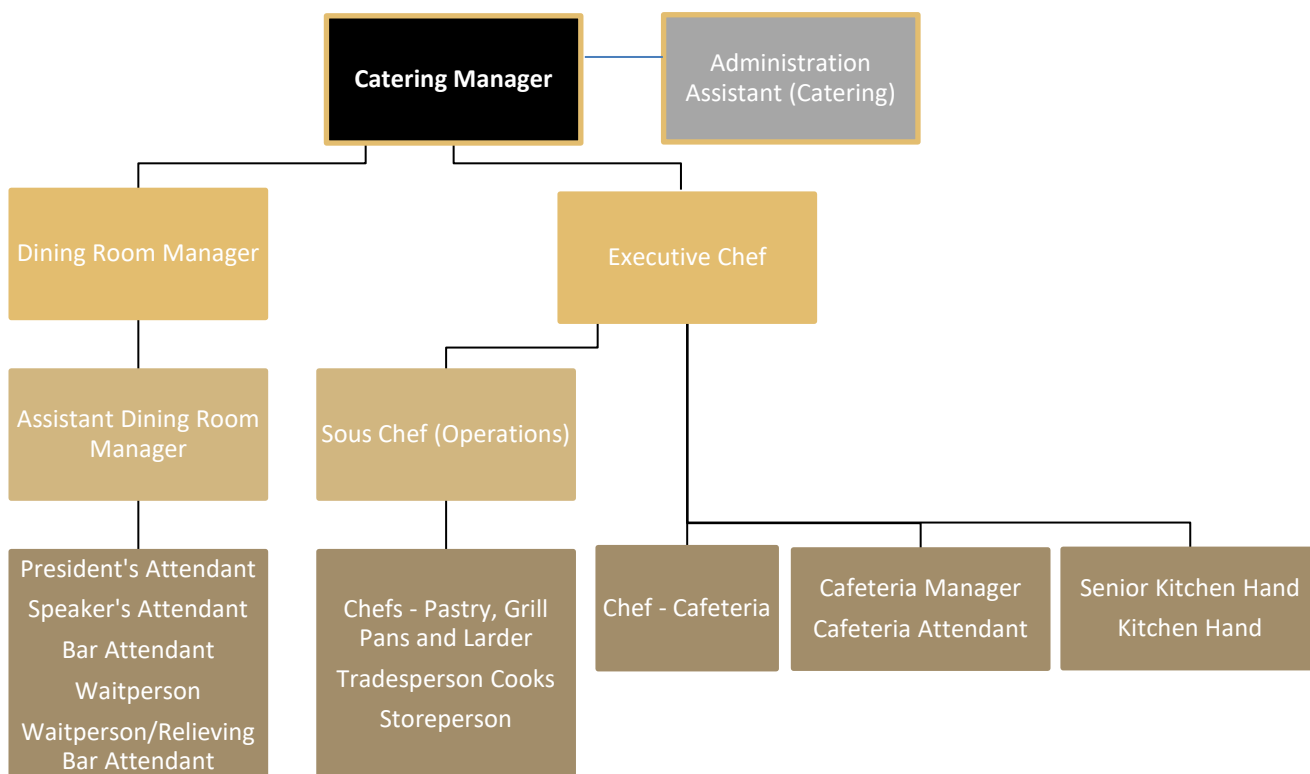 Catering Manager
Administration
Assistant (Catering)
Dining Room Manager
Executive Chef
Assistant Dining Room
Manager
Sous Chef (Operations)
President's Attendant
Speaker's Attendant
Bar Attendant
Waitperson
Waitperson/Relieving
Bar Attendant
Chefs - Pastry, Grill
Pans and Larder
Tradesperson Cooks
Storeperson
Chef - Cafeteria
Cafeteria Manager
Cafeteria Attendant
Senior Kitchen Hand
Kitchen Hand